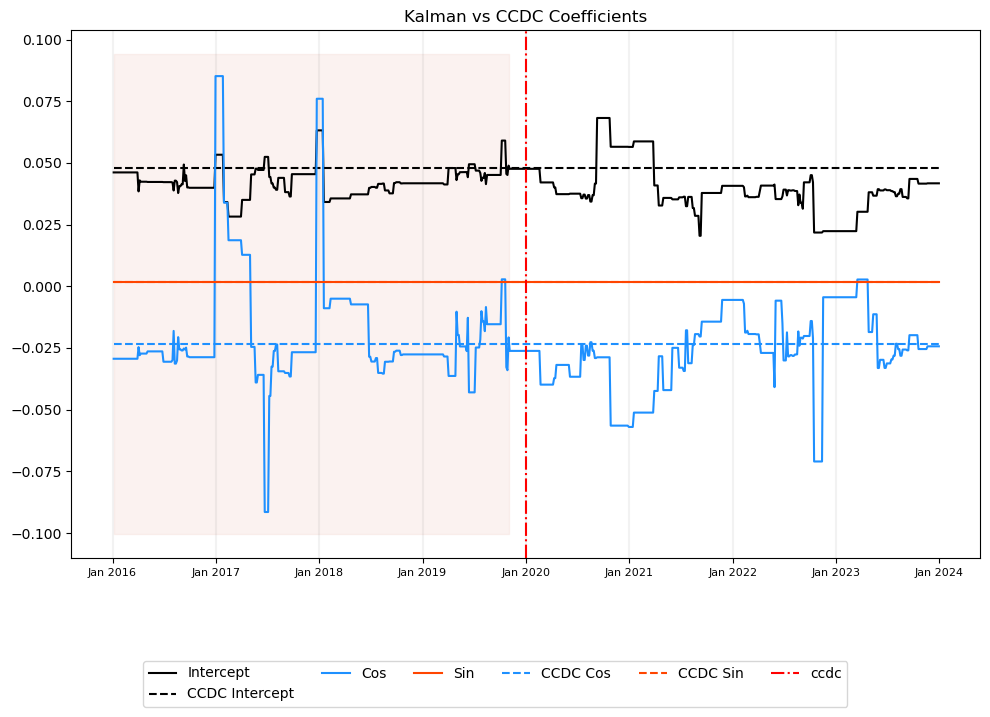 Kalman vs CCDC Coefficients
0.100
0.075
0.050
0.025
0.000
−0.025
−0.050
−0.075
−0.100
Jan 2016 Jan 2017 Jan 2018 Jan 2019 Jan 2020 Jan 2021 Jan 2022 Jan 2023 Jan 2024
Intercept Cos Sin CCDC Cos CCDC Sin ccdc
CCDC Intercept